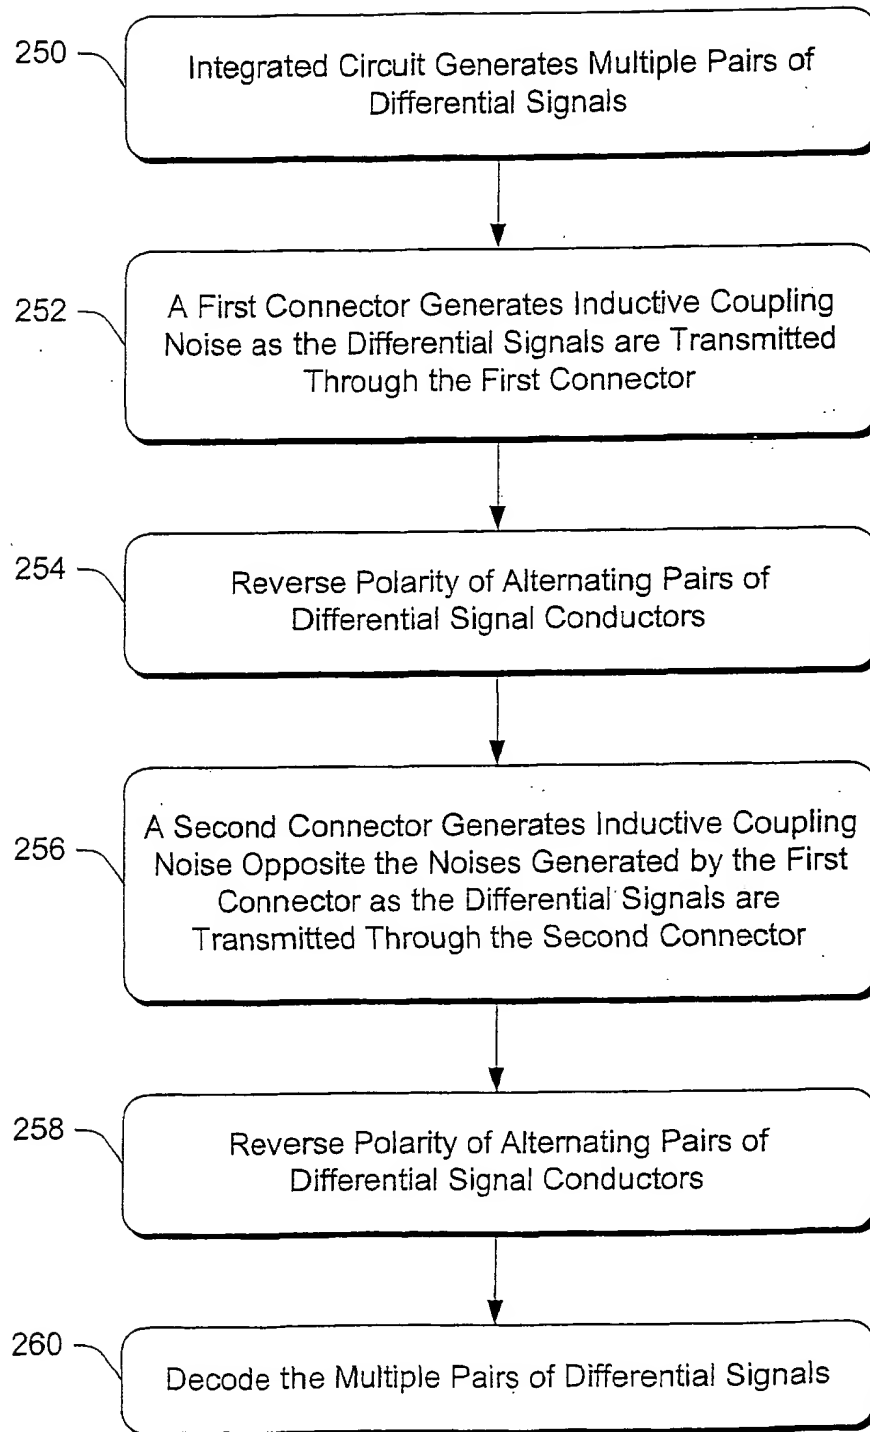 250
Integrated Circuit Generates Multiple Pairs of
Differential Signals
252
A First Connector Generates Inductive Coupling
Noise as the Differential Signals are Transmitted
Through the First Connector
254
Reverse Polarity of Alternating Pairs of
Differential Signal Conductors
256
A Second Connector Generates Inductive Coupling
Noise Opposite the Noises Generated by the First
Connector as the Differential Signals are
Transmitted Through the Second Connector
258
Reverse Polarity of Alternating Pairs of
Differential Signal Conductors
260
Decode the Multiple Pairs of Differential Signals